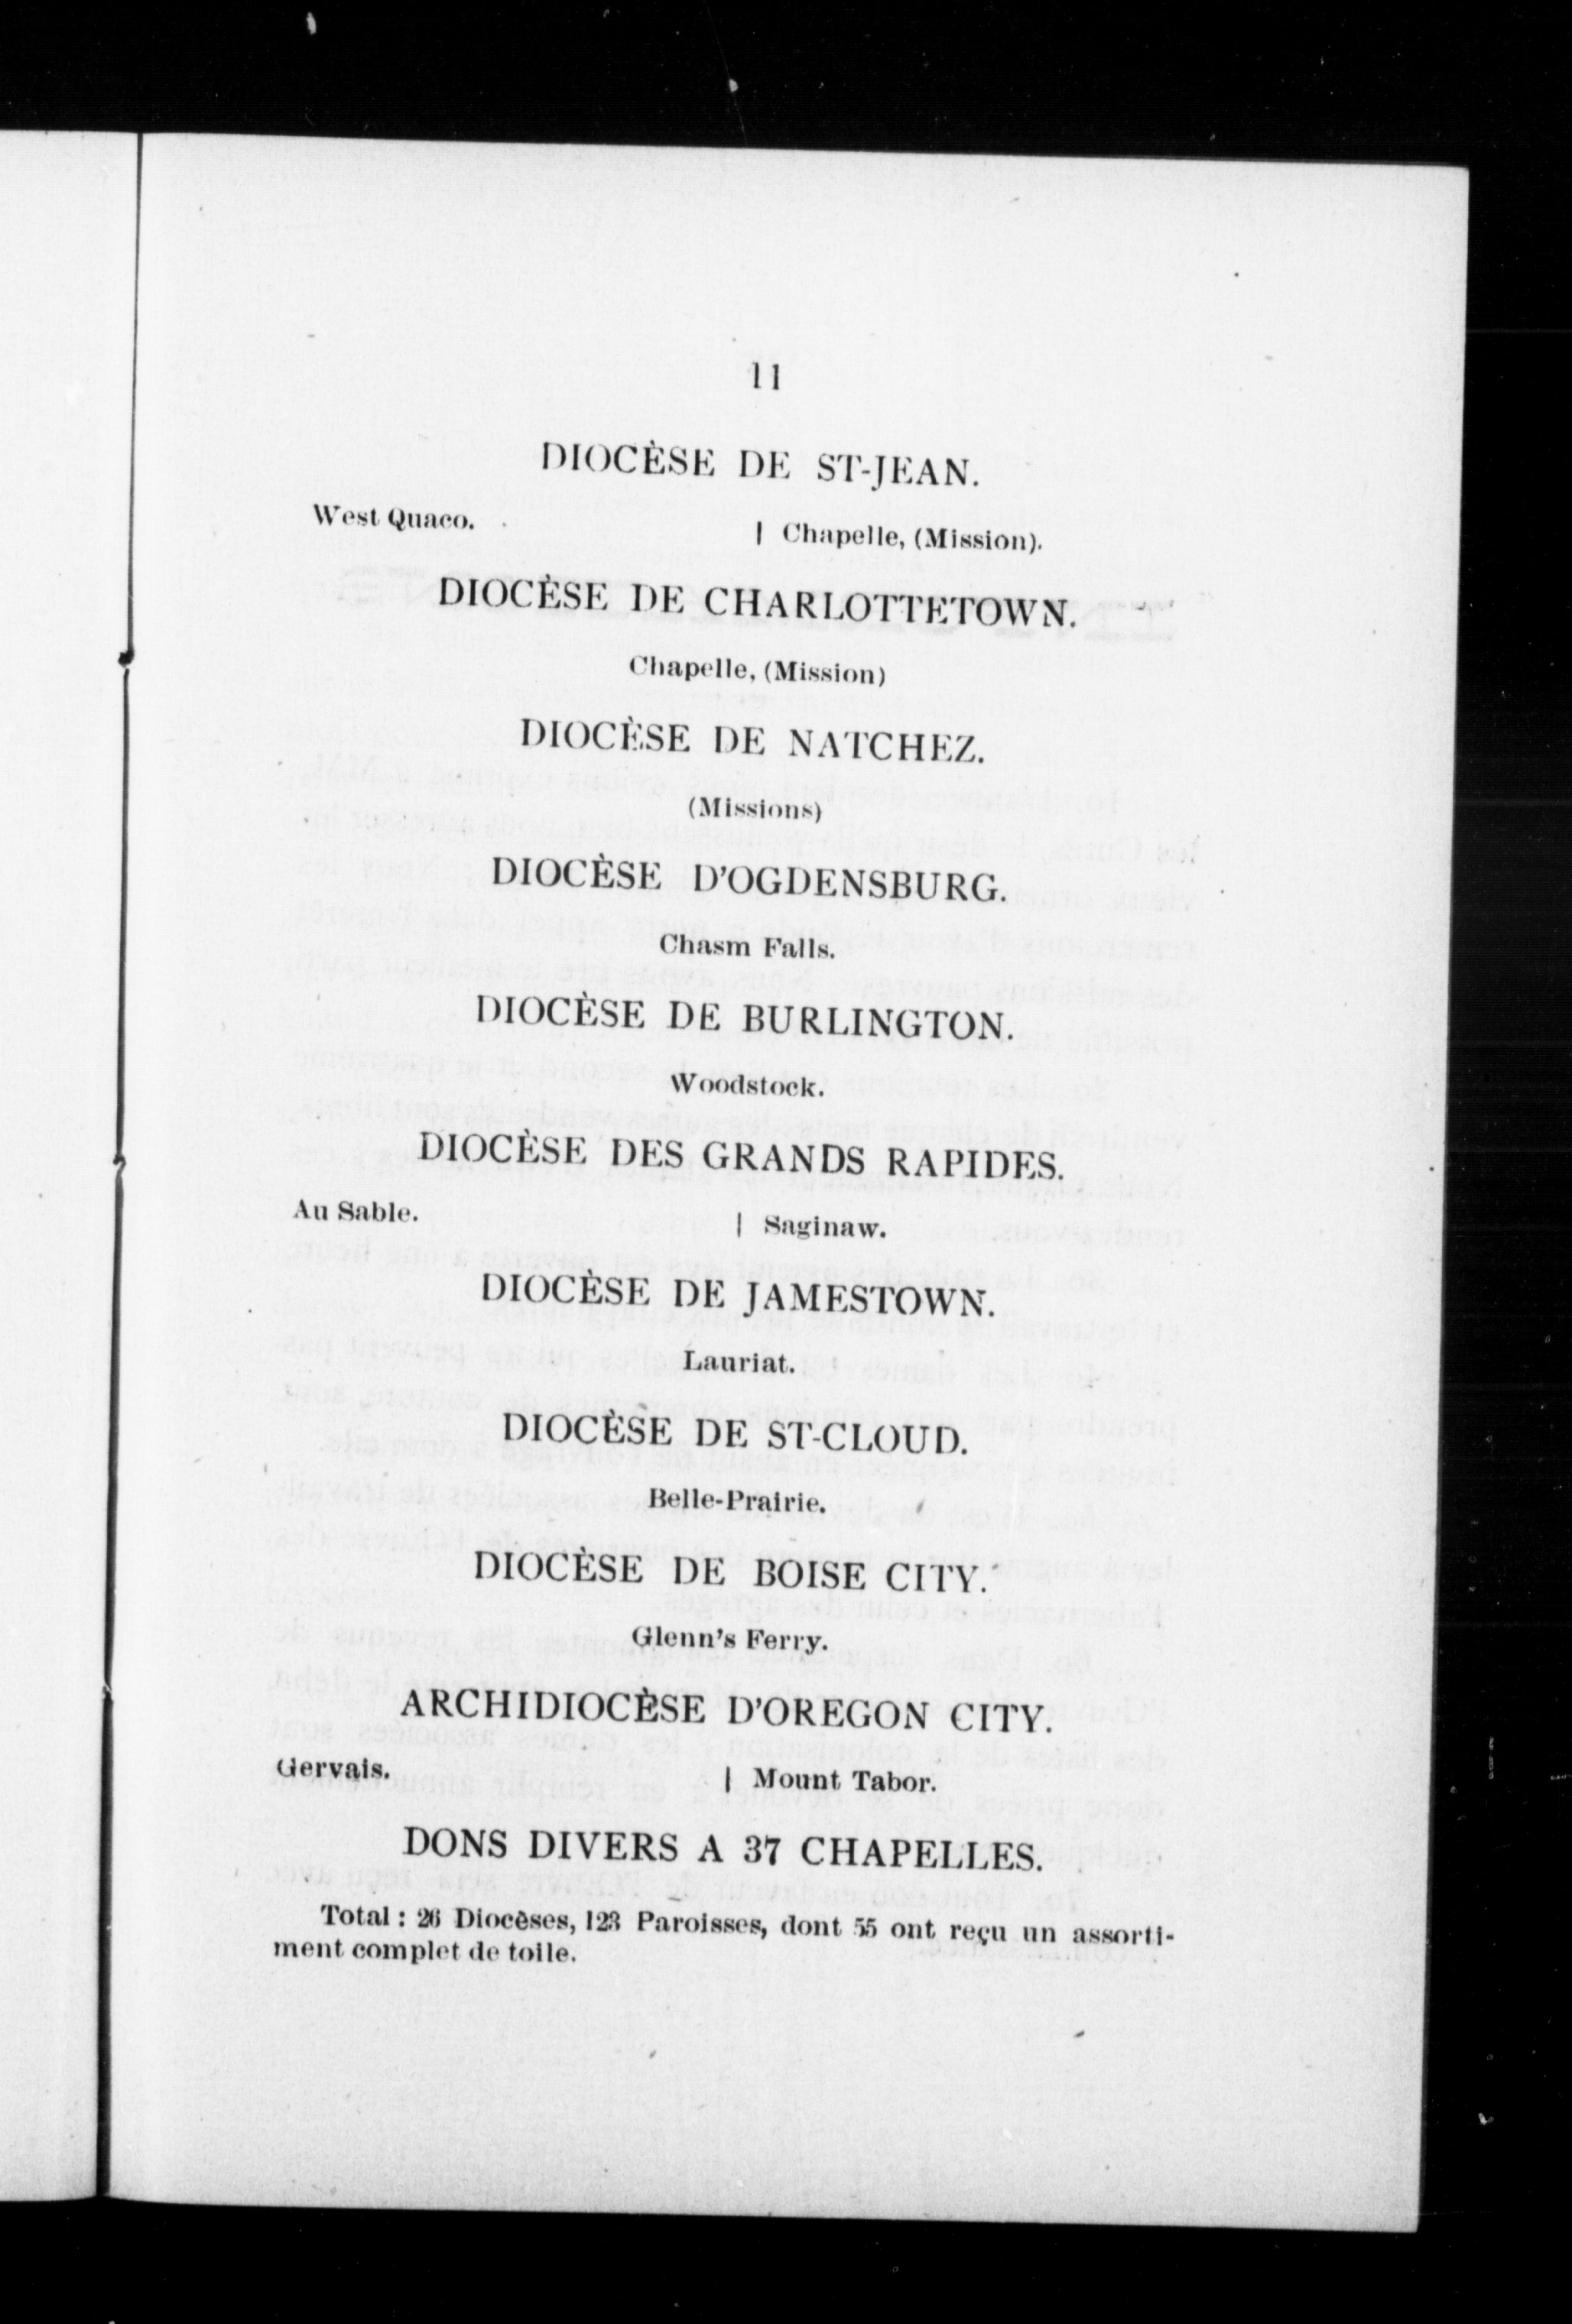 11
DIOCÈSE DE ST-JEAN.
West Quaco. | Chapelle, (Mission).
DIOCÈSE DE CHARLOTTETOWN.
Chapelle, (Mission)
DIOCÈSE DE NATCHEZ.
(Missions)
DIOCÈSE D'OGDENSBURG.
Chasm Falls.
DIOCÈSE DE BURLINGTON.
Woodstock.
DIOCÈSE DES GRANDS RAPIDES.
Au Sable. | Saginaw.
DIOCÈSE DE JAMESTOWN.
Lauriat.
DIOCÈSE DE ST-CLOUD.
Belle-Prairie.
DIOCÈSE DE BOISE CITY.
Glenn's Ferry.
ARCHIDIOCÈSE D'OREGON CITY.
Gervais. | Mount Tabor.
DONS DIVERS A 37 CHAPELLES.
Total : 26 Diocèses, 123 Paroisses, dont 55 ont reçu un assorti-
ment complet de toile.